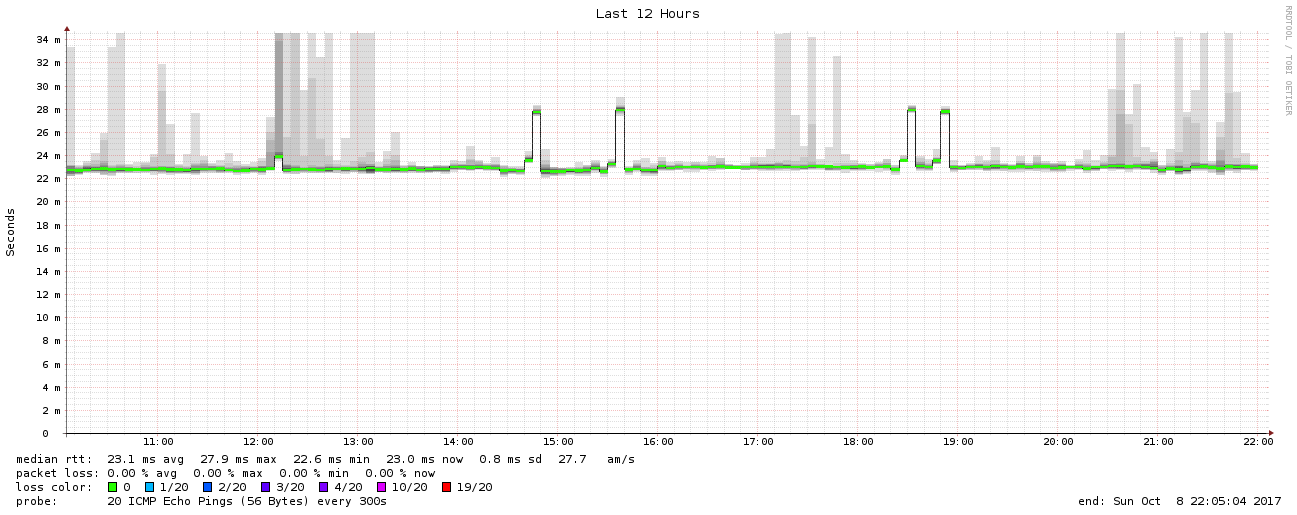 Last 12 Hours
RRDTOOL / TOBI OETIKER
Seconds
34 m
32 m
30 m
28 m
26 m
24 m
22 m
20 m
18 m
16 m
14 m
12 m
10 m
8 m
6 m
4 m
2 m
0
11:00 12:00 13:00 14:00 15:00 16:00 17:00 18:00 19:00 20:00 21:00 22:00
median rtt: 23.1 ms avg 27.9 ms max 22.6 ms min 23.0 ms now 0.8 ms sd 27.7 am/s
packet loss: 0.00 % avg 0.00 % max 0.00 % min 0.00 % now
loss color: 0 1/20 2/20 3/20 4/20 10/20 19/20
probe: 20 ICMP Echo Pings (56 Bytes) every 300s end: Sun Oct 8 22:05:04 2017